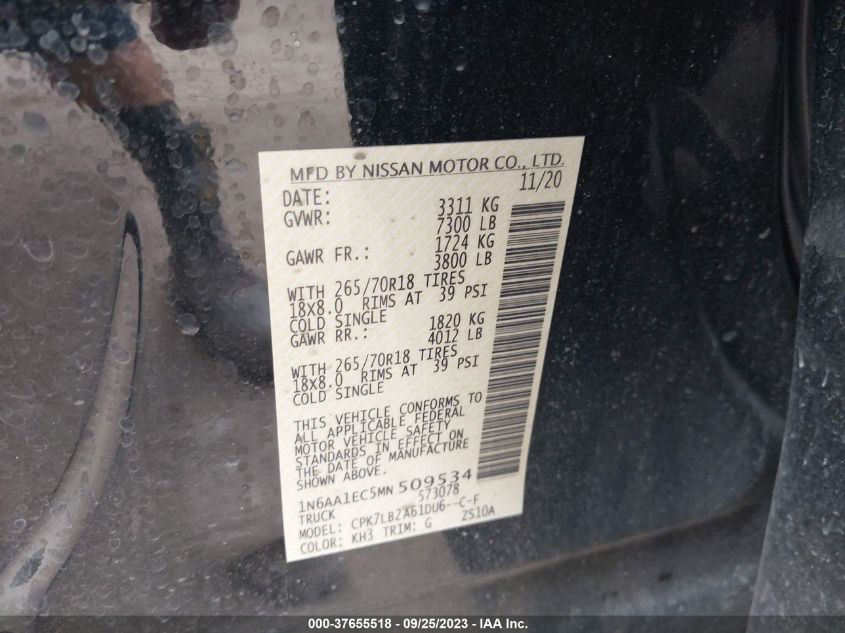 MFD BY NISSAN MOTOR CO., LTD.
DATE: 11/20
GVWR: 3311 KG
7300 LB
GAWR FR.: 1724 KG
3800 LB
WITH 265/70R18 TIRES
18x8.0 RIMS AT 39 PSI
COLD SINGLE
GAWR RR.: 1820 KG
4012 LB
WITH 265/70R18 TIRES
18x8.0 RIMS AT 39 PSI
COLD SINGLE
THIS VEHICLE CONFORMS TO
ALL APPLICABLE FEDERAL
MOTOR VEHICLE SAFETY
STANDARDS IN EFFECT ON
THE DATE OF MANUFACTURE
SHOWN ABOVE.
1N6AA1EC5MN 509534
TRUCK 573078
MODEL: CPK7LBZA61DU6--C-F
COLOR: KH3 TRIM: G ZS10A
000-37655518 - 09/25/2023 - IAA Inc.